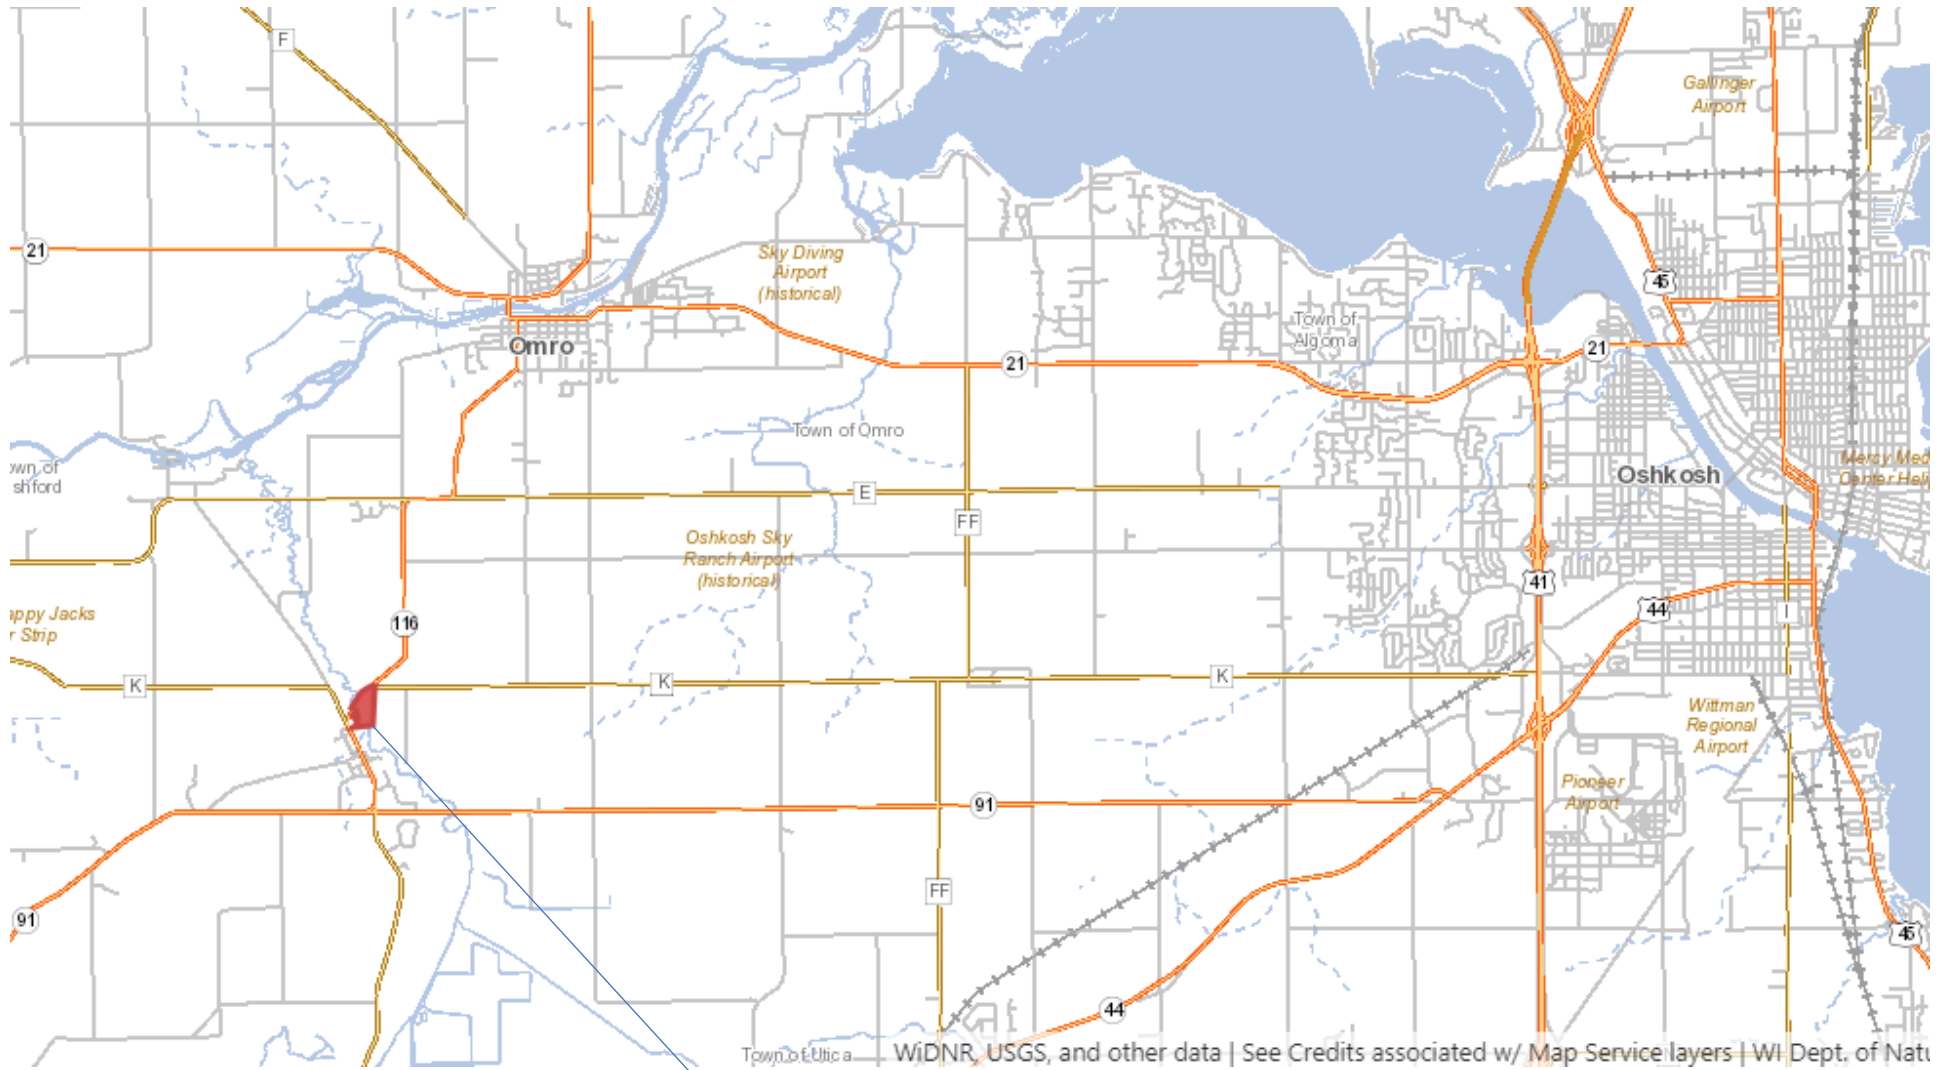 F
Gallinger
Airport
21
Sky Diving
Airport
(historical)
45
Town of
Algoma
21
Omro
21
Town of Omro
own of
shford
Oshkosh
Mercy Med
Center Heli
E
FF
Oshkosh Sky
Ranch Airport
(historical)
41
44
I
appy Jacks
r Strip
116
K
K
K
Wittman
Regional
Airport
Pioneer
Airport
91
FF
91
45
44
Town of Utica
WiDNR, USGS, and other data | See Credits associated w/ Map Service layers | WI Dept. of Natu